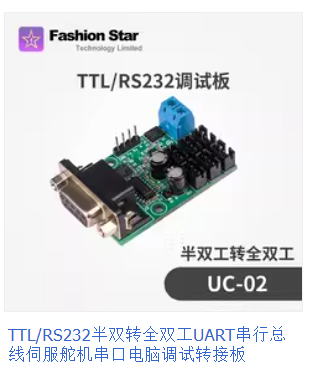 Fashion Star
Technology Limited
TTL/RS232调试板
半双工转全双工
UC-02
TTL/RS232半双转全双工UART串行总
线伺服舵机串口电脑调试转接板